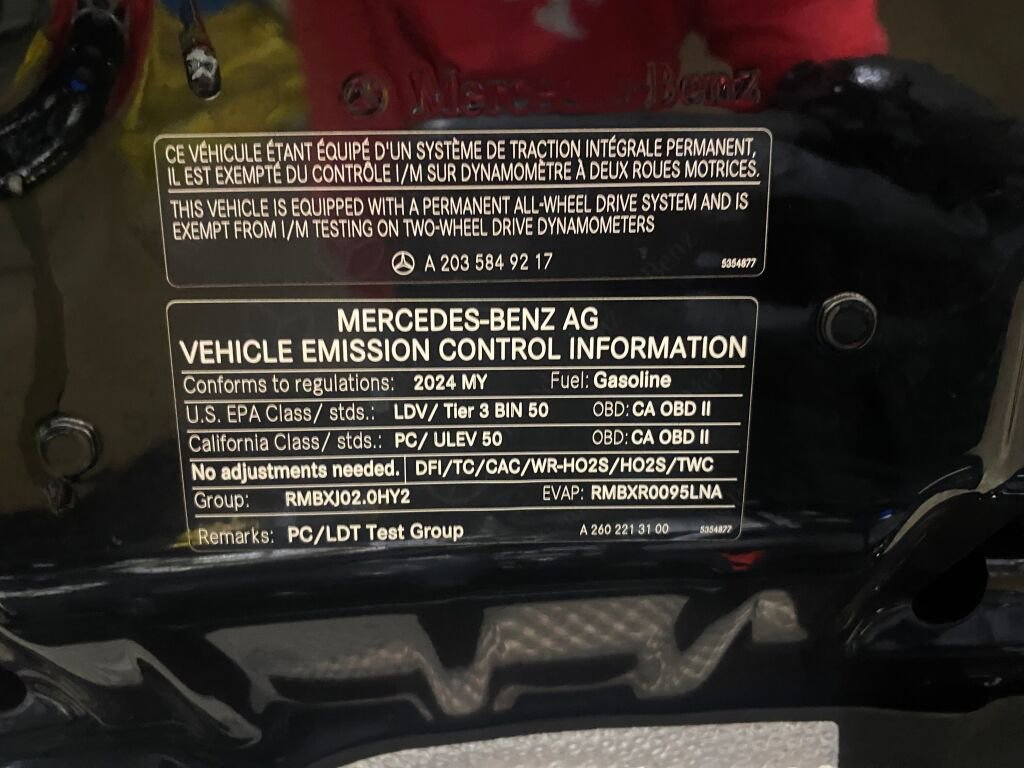 Mercedes-Benz
CE VÉHICULE ÉTANT ÉQUIPÉ D'UN SYSTÈME DE TRACTION INTÉGRALE PERMANENT,
IL EST EXEMPTÉ DU CONTRÔLE I/M SUR DYNAMOMÈTRE À DEUX ROUES MOTRICES.
THIS VEHICLE IS EQUIPPED WITH A PERMANENT ALL-WHEEL DRIVE SYSTEM AND IS
EXEMPT FROM I/M TESTING ON TWO-WHEEL DRIVE DYNAMOMETERS
A 203 584 92 17 5354877
MERCEDES-BENZ AG
VEHICLE EMISSION CONTROL INFORMATION
Conforms to regulations: 2024 MY Fuel: Gasoline
U.S. EPA Class/ stds.: LDV/ Tier 3 BIN 50 OBD: CA OBD II
California Class/ stds.: PC/ ULEV 50 OBD: CA OBD II
No adjustments needed. DFI/TC/CAC/WR-HO2S/HO2S/TWC
Group: RMBXJ02.0HY2 EVAP: RMBXR0095LNA
Remarks: PC/LDT Test Group A 260 221 31 00 5354877